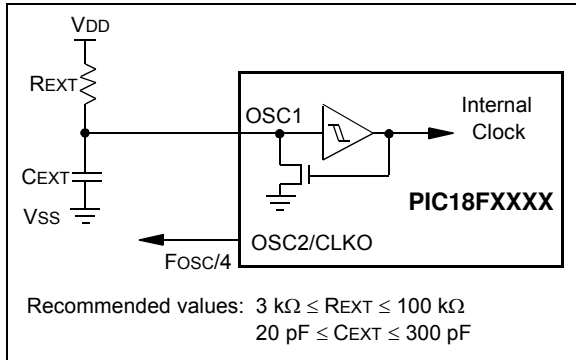 VDD
REXT
OSC1
Internal
Clock
CEXT
PIC18FXXXX
VSS
OSC2/CLKO
FOSC/4
Recommended values: 3 kΩ ≤ REXT ≤ 100 kΩ
20 pF ≤ CEXT ≤ 300 pF